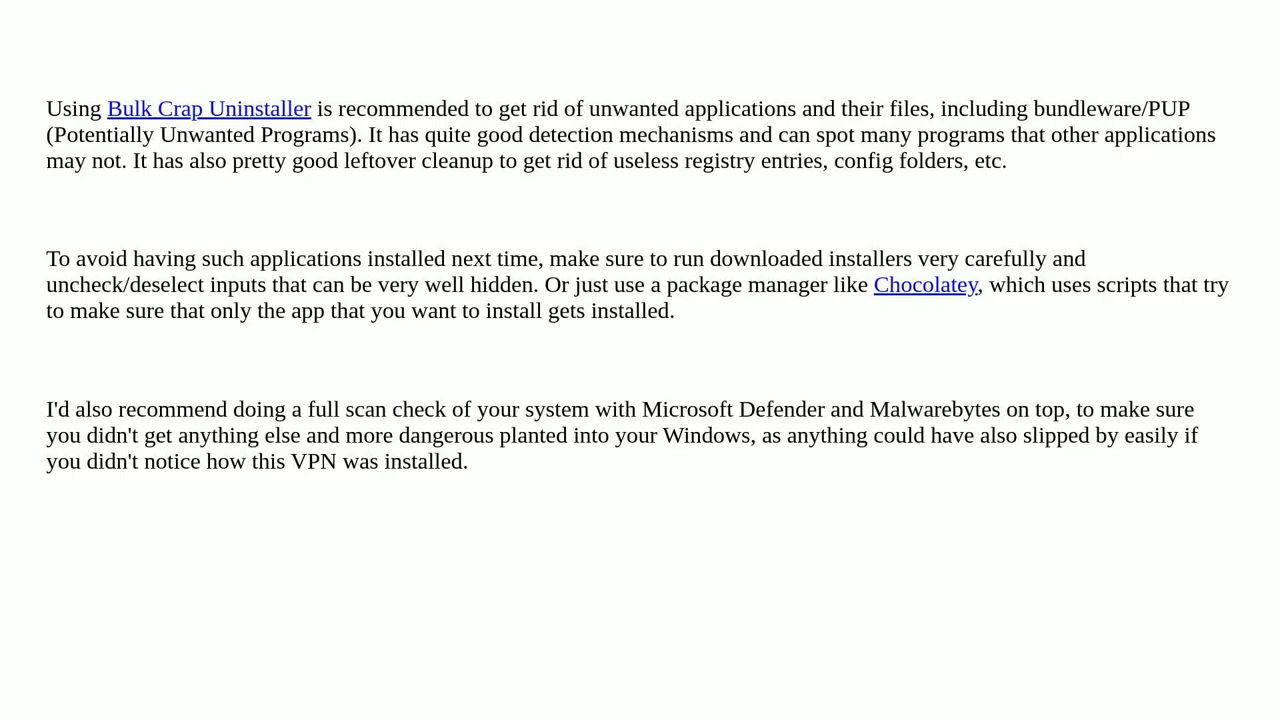 Using Bulk Crap Uninstaller is recommended to get rid of unwanted applications and their files, including bundleware/PUP
(Potentially Unwanted Programs). It has quite good detection mechanisms and can spot many programs that other applications
may not. It has also pretty good leftover cleanup to get rid of useless registry entries, config folders, etc.
To avoid having such applications installed next time, make sure to run downloaded installers very carefully and
uncheck/deselect inputs that can be very well hidden. Or just use a package manager like Chocolatey, which uses scripts that try
to make sure that only the app that you want to install gets installed.
I'd also recommend doing a full scan check of your system with Microsoft Defender and Malwarebytes on top, to make sure
you didn't get anything else and more dangerous planted into your Windows, as anything could have also slipped by easily if
you didn't notice how this VPN was installed.